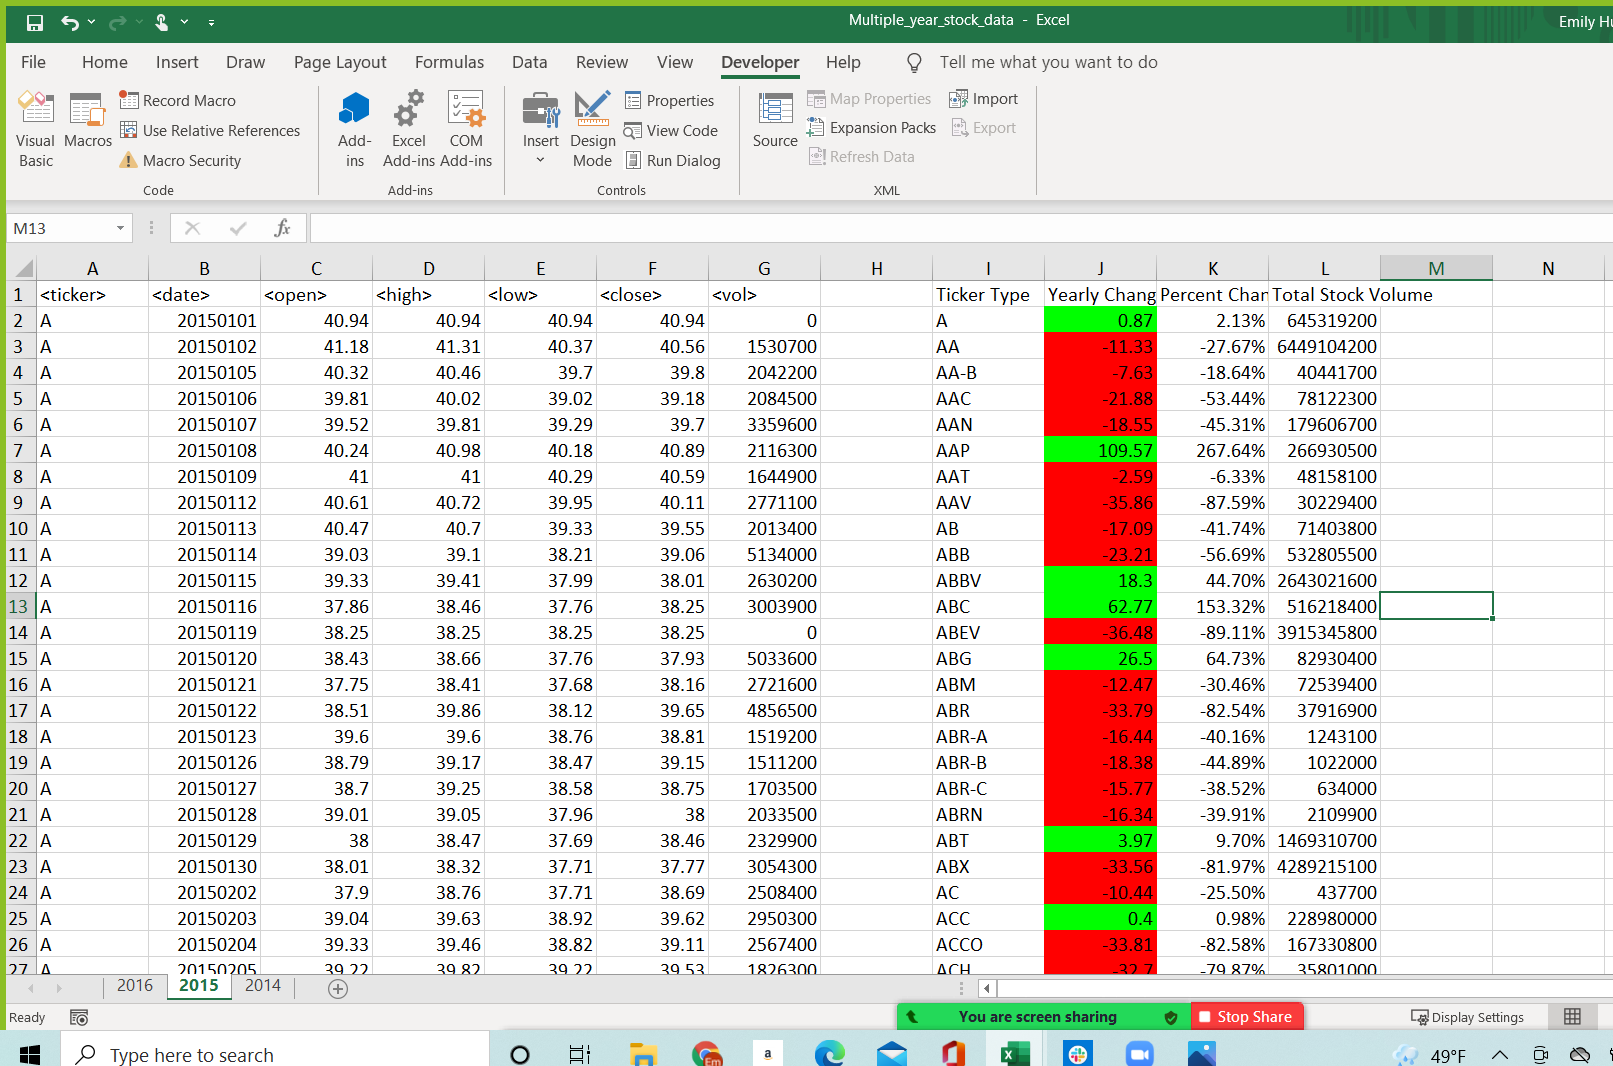 Multiple_year_stock_data - Excel
Emily Hu
File Home Insert Draw Page Layout Formulas Data Review View Developer Help Tell me what you want to do
Visual Basic
Macros
Record Macro
Use Relative References
Macro Security
Code
Add-ins
Excel Add-ins
COM Add-ins
Add-ins
Insert
Design Mode
Properties
View Code
Run Dialog
Controls
Source
Map Properties
Expansion Packs
Refresh Data
Import
Export
XML
M13
fx
A B C D E F G H I J K L M N
1 <ticker> <date> <open> <high> <low> <close> <vol> Ticker Type Yearly Chang Percent Char Total Stock Volume
2 A 20150101 40.94 40.94 40.94 40.94 0 A 0.87 2.13% 645319200
3 A 20150102 41.18 41.31 40.37 40.56 1530700 AA -11.33 -27.67% 6449104200
4 A 20150105 40.32 40.46 39.7 39.8 2042200 AA-B -7.63 -18.64% 40441700
5 A 20150106 39.81 40.02 39.02 39.18 2084500 AAC -21.88 -53.44% 78122300
6 A 20150107 39.52 39.81 39.29 39.7 3359600 AAN -18.55 -45.31% 179606700
7 A 20150108 40.24 40.98 40.18 40.89 2116300 AAP 109.57 267.64% 266930500
8 A 20150109 41 41 40.29 40.59 1644900 AAT -2.59 -6.33% 48158100
9 A 20150112 40.61 40.72 39.95 40.11 2771100 AAV -35.86 -87.59% 30229400
10 A 20150113 40.47 40.7 39.33 39.55 2013400 AB -17.09 -41.74% 71403800
11 A 20150114 39.03 39.1 38.21 39.06 5134000 ABB -23.21 -56.69% 532805500
12 A 20150115 39.33 39.41 37.99 38.01 2630200 ABBV 18.3 44.70% 2643021600
13 A 20150116 37.86 38.46 37.76 38.25 3003900 ABC 62.77 153.32% 516218400
14 A 20150119 38.25 38.25 38.25 38.25 0 ABEV -36.48 -89.11% 3915345800
15 A 20150120 38.43 38.66 37.76 37.93 5033600 ABG 26.5 64.73% 82930400
16 A 20150121 37.75 38.41 37.68 38.16 2721600 ABM -12.47 -30.46% 72539400
17 A 20150122 38.51 39.86 38.12 39.65 4856500 ABR -33.79 -82.54% 37916900
18 A 20150123 39.6 39.6 38.76 38.81 1519200 ABR-A -16.44 -40.16% 1243100
19 A 20150126 38.79 39.17 38.47 39.15 1511200 ABR-B -18.38 -44.89% 1022000
20 A 20150127 38.7 39.25 38.58 38.75 1703500 ABR-C -15.77 -38.52% 634000
21 A 20150128 39.01 39.05 37.96 38 2033500 ABRN -16.34 -39.91% 2109900
22 A 20150129 38 38.47 37.69 38.46 2329900 ABT 3.97 9.70% 1469310700
23 A 20150130 38.01 38.32 37.71 37.77 3054300 ABX -33.56 -81.97% 4289215100
24 A 20150202 37.9 38.76 37.71 38.69 2508400 AC -10.44 -25.50% 437700
25 A 20150203 39.04 39.63 38.92 39.62 2950300 ACC 0.4 0.98% 228980000
26 A 20150204 39.33 39.46 38.82 39.11 2567400 ACCO -33.81 -82.58% 167330800
27 A 20150205 39.22 39.82 39.22 39.53 1826300 ACH -32.7 -79.87% 35801000
2016 2015 2014
Ready
You are screen sharing
Stop Share
Display Settings
Type here to search
a
Em
49°F